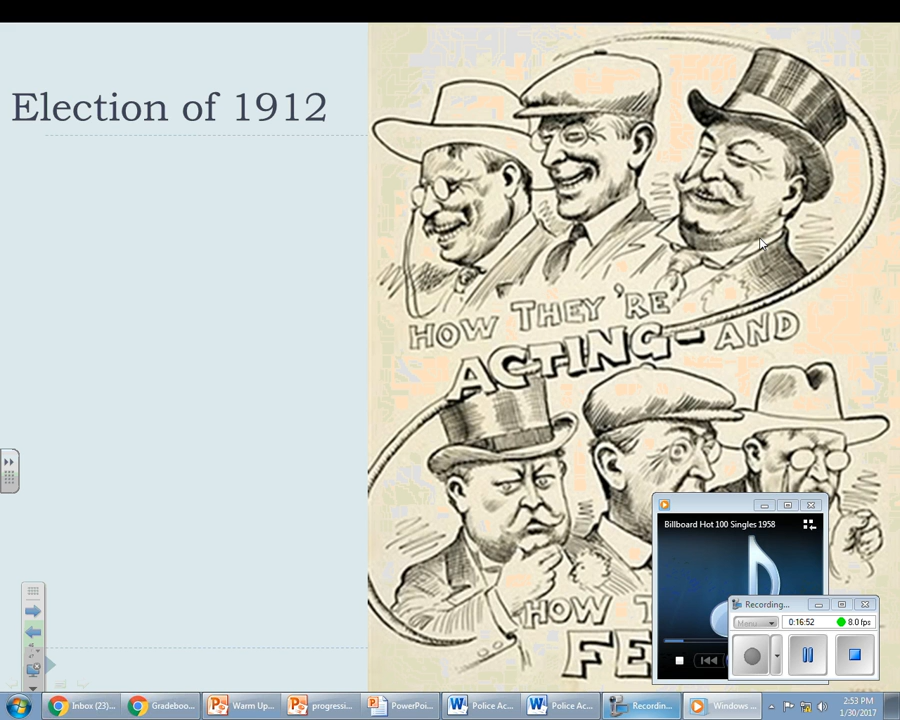 Election of 1912
HOW THEY'RE
ACTING-AND
HOW T
FE
Billboard Hot 100 Singles 1958
Recording...
Menu
0:16:52
8.0 fps
Inbox (23)...
Gradeboo...
Warm Up...
progressi...
PowerPoi...
Police Ac...
Police Ac...
Recordin...
Windows ...
2:53 PM
1/30/2017